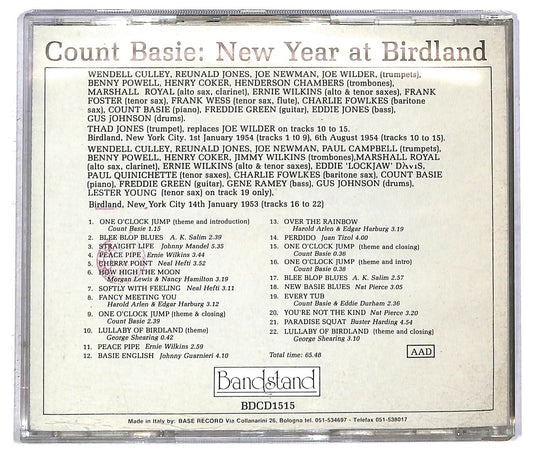 Count Basie: New Year at Birdland
WENDELL CULLEY, REUNALD JONES, JOE NEWMAN, JOE WILDER, (trumpets),
BENNY POWELL, HENRY COKER, HENDERSON CHAMBERS (trombones),
MARSHALL ROYAL (alto sax, clarinet), ERNIE WILKINS (alto & tenor saxes), FRANK
FOSTER (tenor sax), FRANK WESS (tenor sax, flute), CHARLIE FOWLKES (baritone
sax), COUNT BASIE (piano), FREDDIE GREEN (guitar), EDDIE JONES (bass),
GUS JOHNSON (drums).
THAD JONES (trumpet), replaces JOE WILDER on tracks 10 to 15.
Birdland, New York City. 1st January 1954 (tracks 1 to 9), 6th August 1954 (tracks 10 to 15).
WENDELL CULLEY, REUNALD JONES, JOE NEWMAN, PAUL CAMPBELL (trumpets),
BENNY POWELL, HENRY COKER, JIMMY WILKINS (trombones), MARSHALL ROYAL
(alto sax, clarinet), ERNIE WILKINS (alto & tenor saxes), EDDIE 'LOCKJAW' DAVIS,
PAUL QUINICHETTE (tenor saxes), CHARLIE FOWLKES (baritone sax), COUNT BASIE
(piano), FREDDIE GREEN (guitar), GENE RAMEY (bass), GUS JOHNSON (drums),
LESTER YOUNG (tenor sax) on track 19 only).
Birdland, New York City 14th January 1953 (tracks 16 to 22)
1. ONE O'CLOCK JUMP (theme and introduction)
Count Basie 1.15
2. BLEE BLOP BLUES A. K. Salim 2.39
3. STRAIGHT LIFE Johnny Mandel 5.35
4. PEACE PIPE Ernie Wilkins 3.44
5. CHERRY POINT Neal Hefti 3.52
6. HOW HIGH THE MOON
Morgan Lewis & Nancy Hamilton 3.19
7. SOFTLY WITH FEELING Neal Hefti 3.51
8. FANCY MEETING YOU
Harold Arlen & Edgar Harburg 3.12
9. ONE O'CLOCK JUMP (theme & closing)
Count Basie 2.39
10. LULLABY OF BIRDLAND (theme)
George Shearing 0.42
11. PEACE PIPE Ernie Wilkins 2.59
12. BASIE ENGLISH Johnny Guarnieri 4.10
13. OVER THE RAINBOW
Harold Arlen & Edgar Harburg 3.19
14. PERDIDO Juan Tizol 4.00
15. ONE O'CLOCK JUMP (theme and closing)
Count Basie 0.36
16. ONE O'CLOCK JUMP (theme and intro)
Count Basie 0.38
17. BLEE BLOP BLUES A. K. Salim 2.57
18. NEW BASIE BLUES Nat Pierce 3.05
19. EVERY TUB
Count Basie & Eddie Durham 2.36
20. YOU'RE NOT THE KIND Nat Pierce 3.20
21. PARADISE SQUAT Buster Harding 4.54
22. LULLABY OF BIRDLAND (theme and closing)
George Shearing 3.10
Total time: 65.48
AAD
Bandstand
BDCD1515
Made in Italy by: BASE RECORD Via Collamarini 26, Bologna tel. 051-534697 - Telefax 051-538017